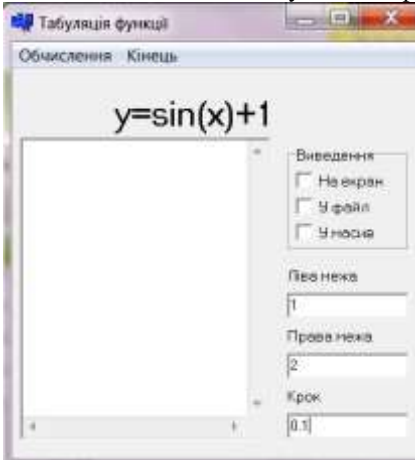 Табуляція функції
Обчислення Кінець
y=sin(x)+1
Виведення
На екран
У файл
У масив
Ліва межа
1
Права межа
2
Крок
0.1